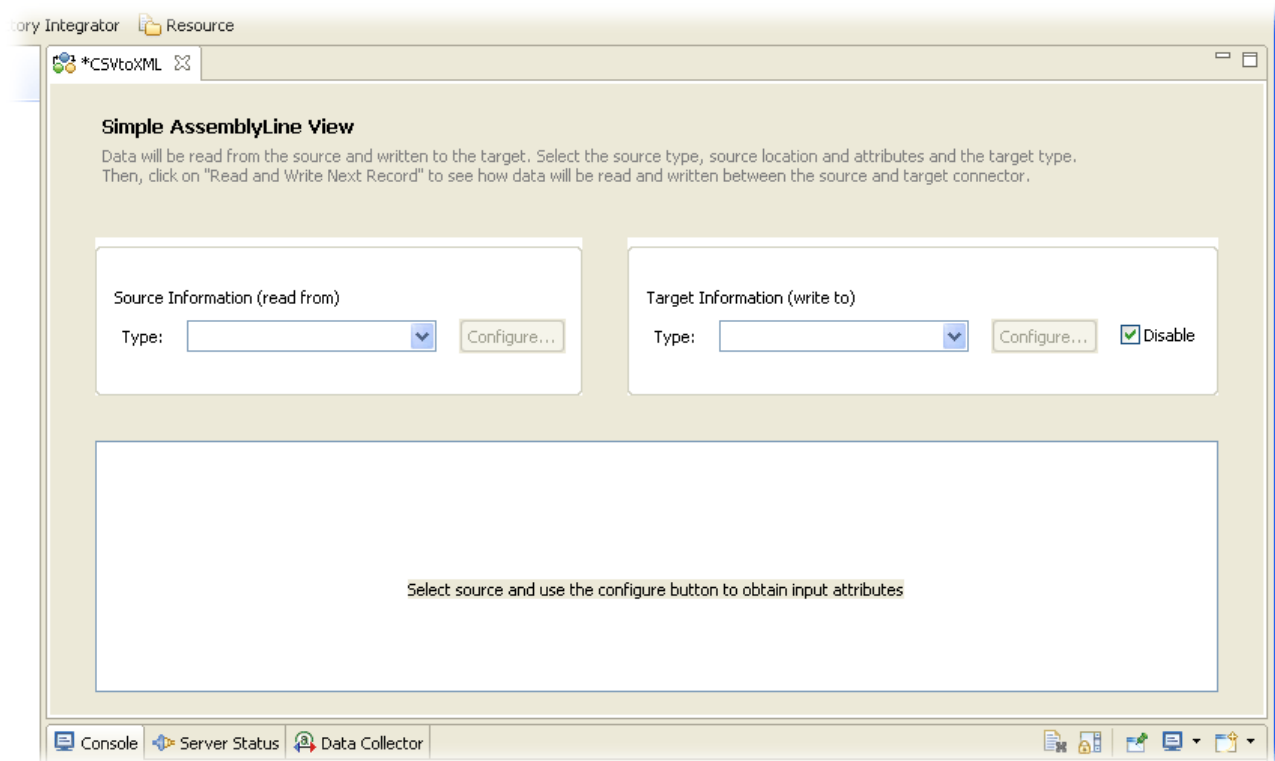 Integrator Resource
*CSVtoXML
Simple AssemblyLine View
Data will be read from the source and written to the target. Select the source type, source location and attributes and the target type.
Then, click on "Read and Write Next Record" to see how data will be read and written between the source and target connector.
Source Information (read from)
Target Information (write to)
Type: Configure...
Type: Configure... Disable
Select source and use the configure button to obtain input attributes
Console Server Status Data Collector